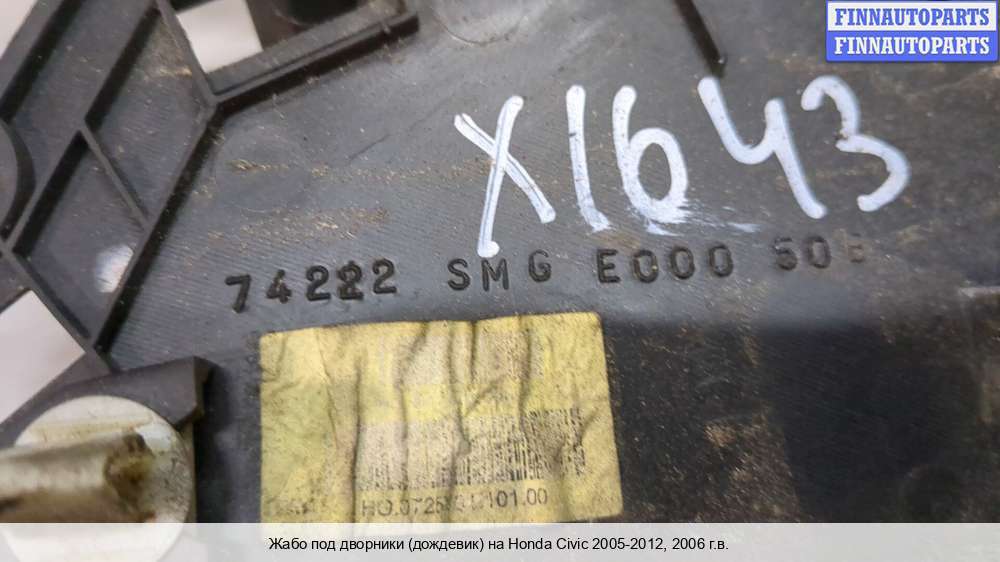 FINNAUTOPARTS
FINNAUTOPARTS
X1643
74222 SMG E000 50
Жабо под дворники (дождевик) на Honda Civic 2005-2012, 2006 г.в.